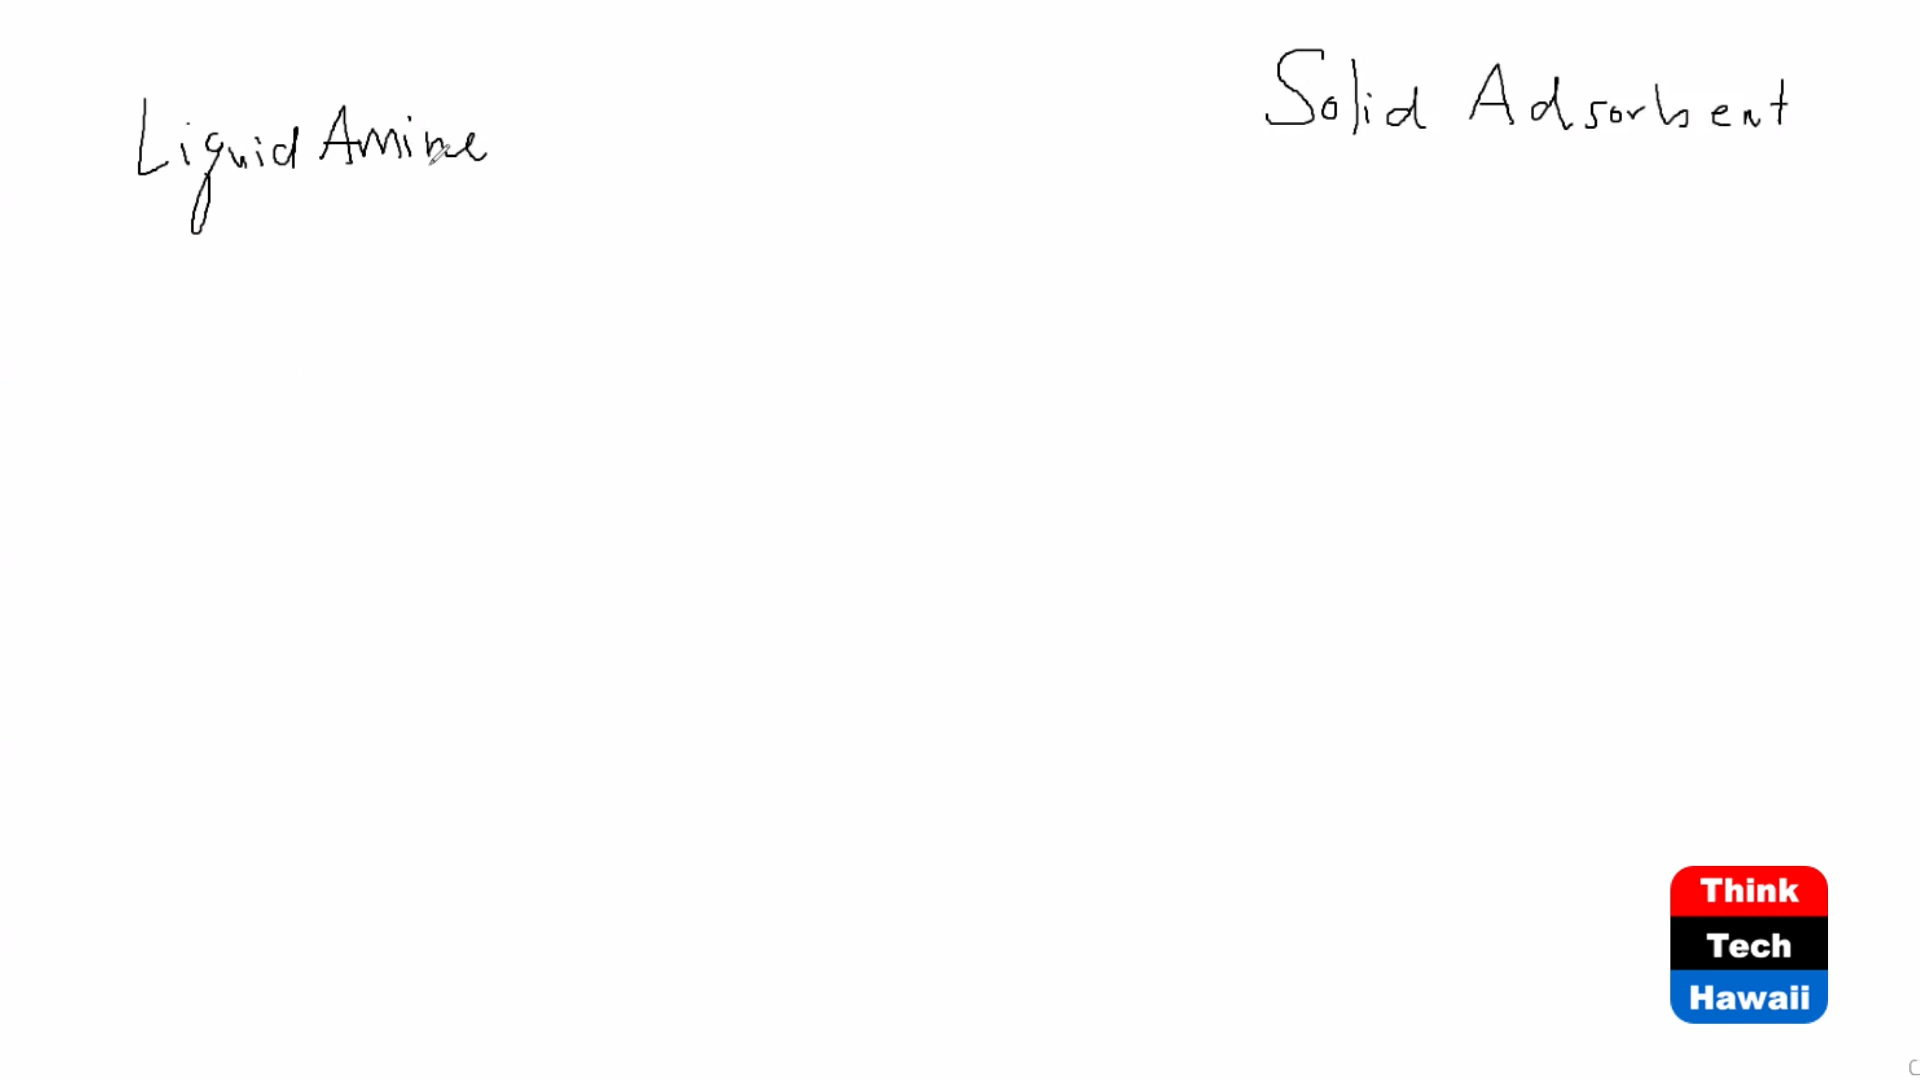 Liquid Amine
Solid Adsorbent
Think
Tech
Hawaii